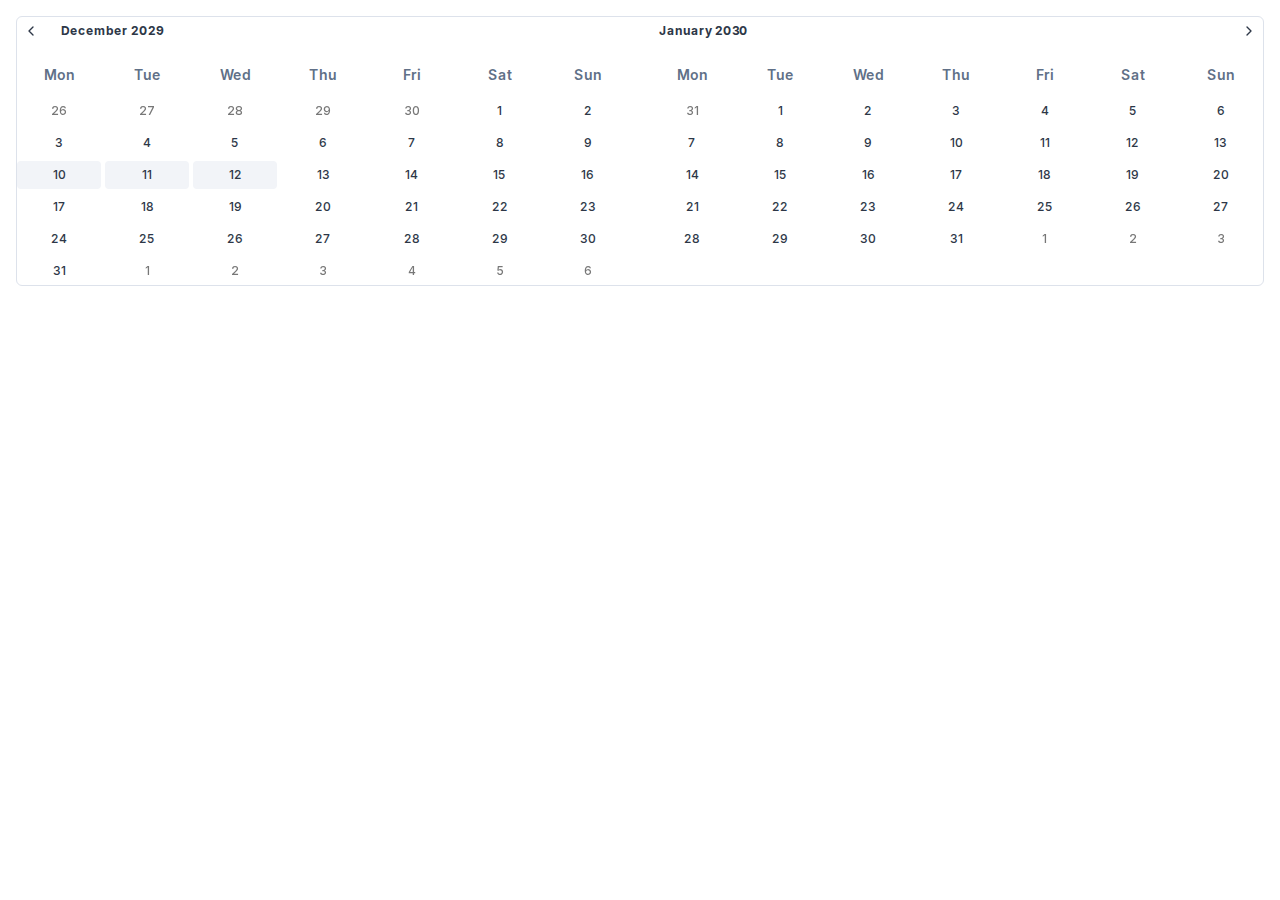 December 2029
Mon Tue Wed Thu Fri Sat Sun
26 27 28 29 30 1 2
3 4 5 6 7 8 9
10 11 12 13 14 15 16
17 18 19 20 21 22 23
24 25 26 27 28 29 30
31 1 2 3 4 5 6
January 2030
Mon Tue Wed Thu Fri Sat Sun
31 1 2 3 4 5 6
7 8 9 10 11 12 13
14 15 16 17 18 19 20
21 22 23 24 25 26 27
28 29 30 31 1 2 3